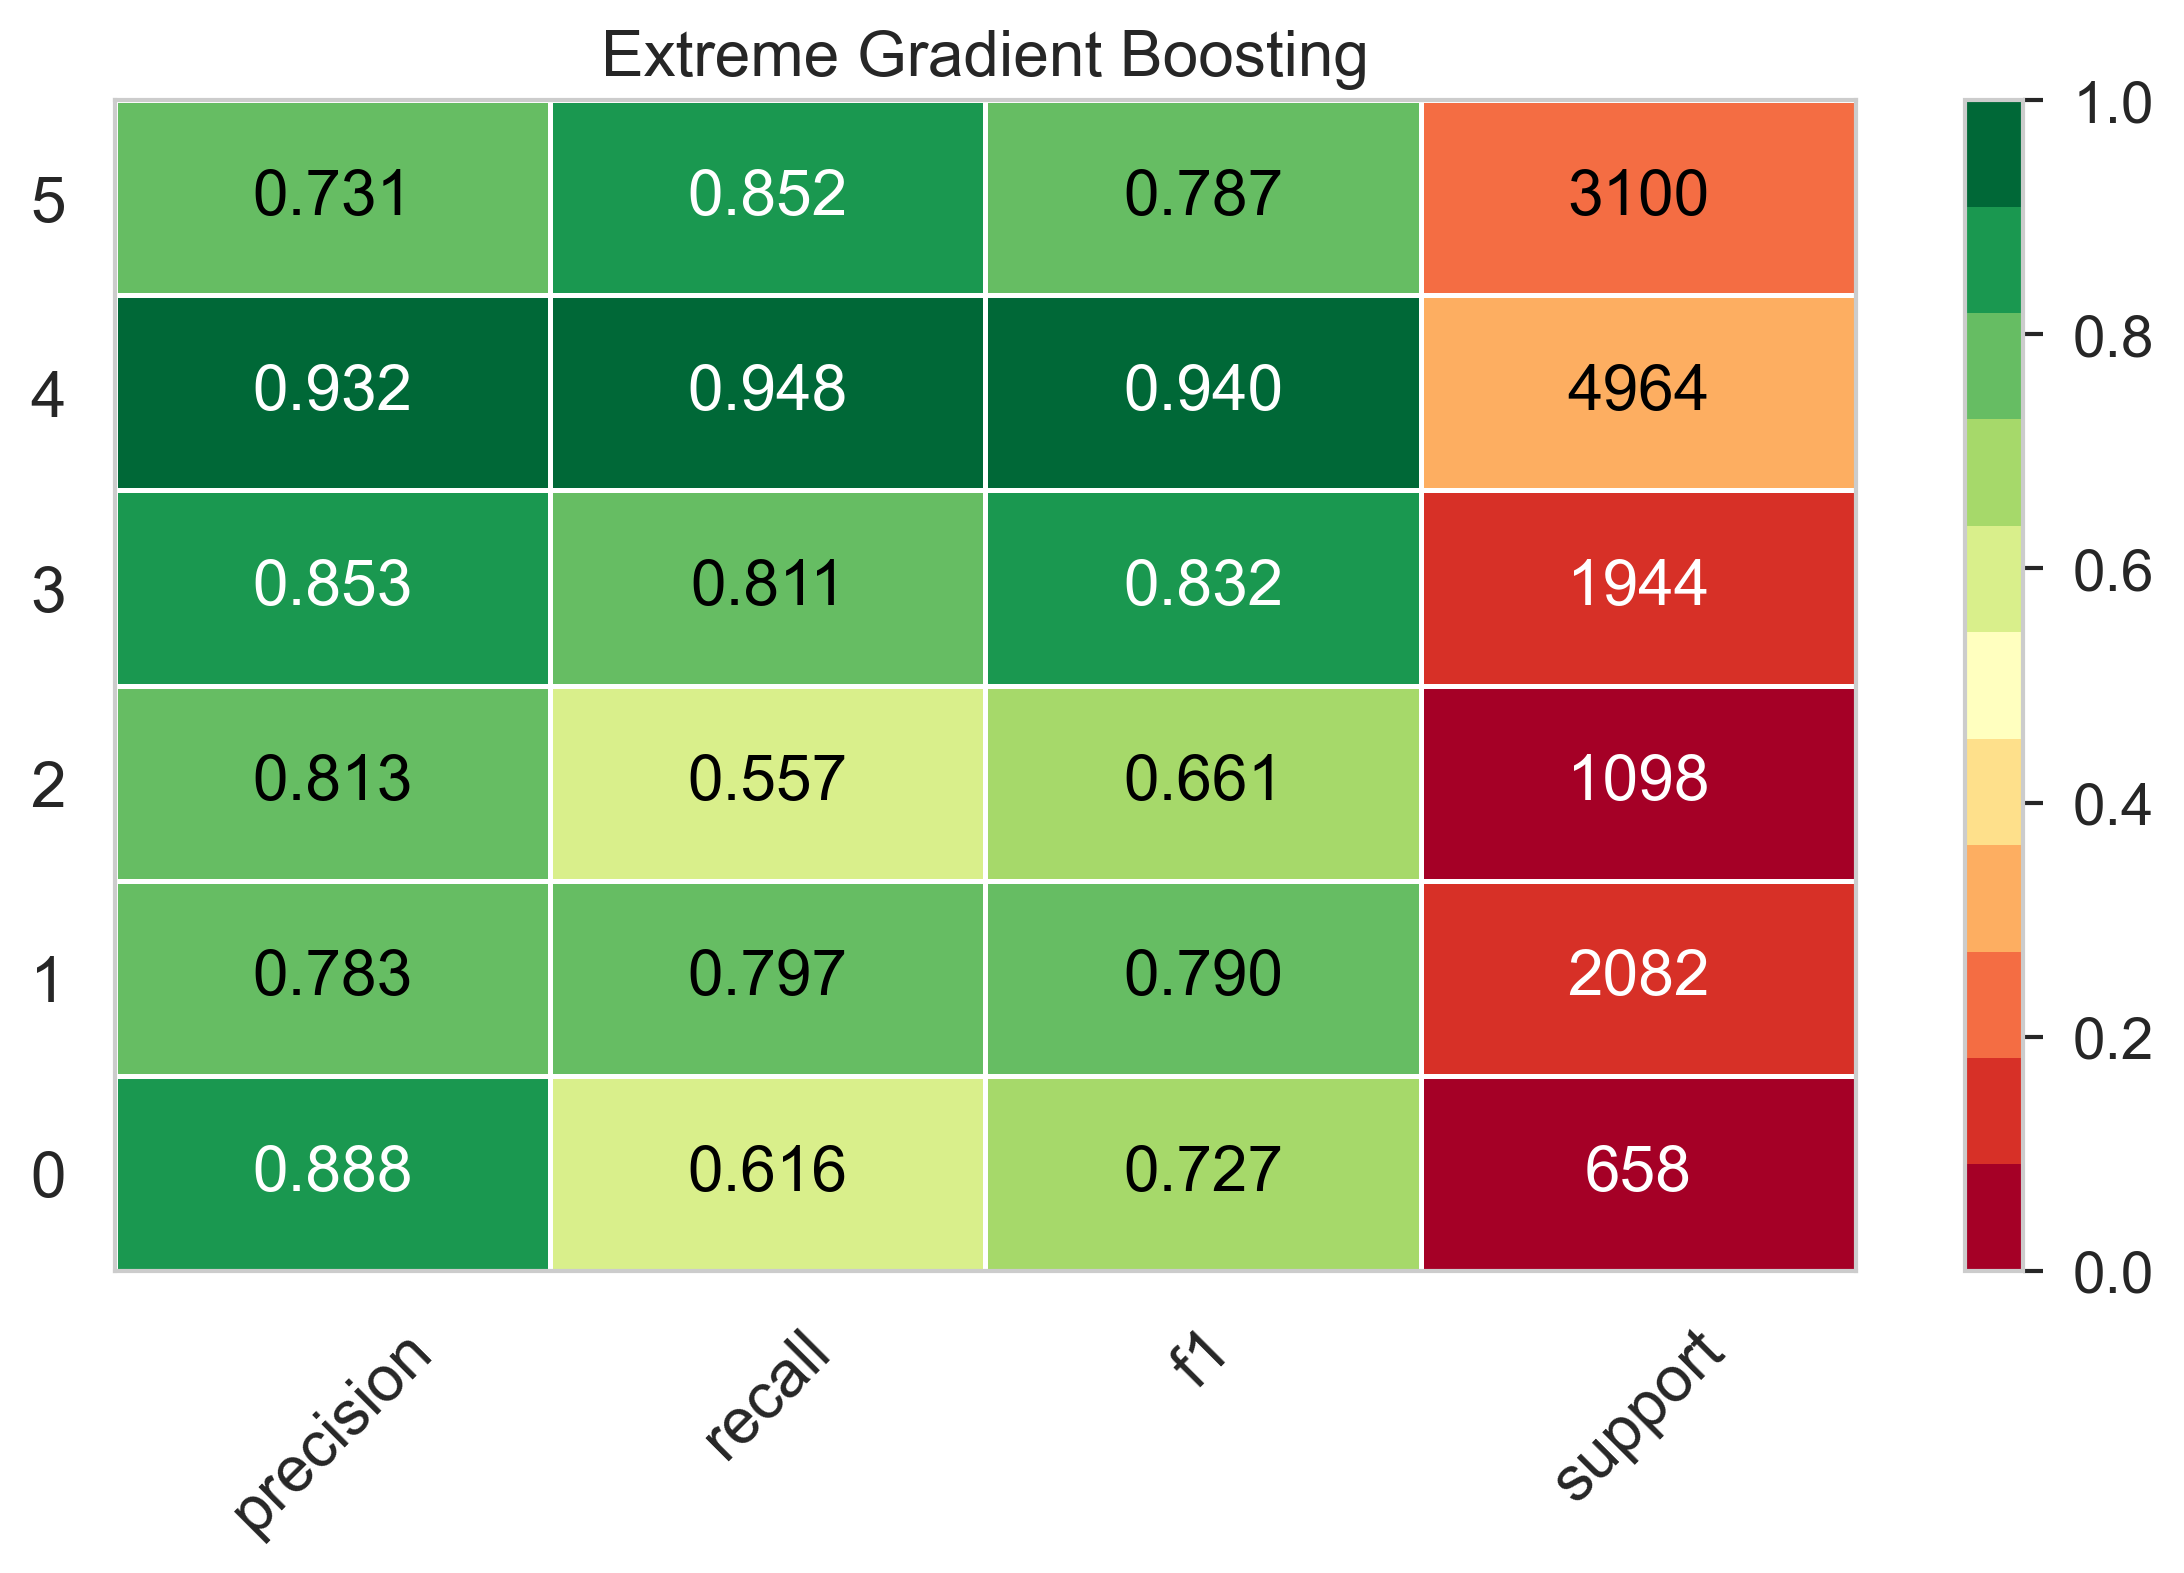 Extreme Gradient Boosting
5 0.731 0.852 0.787 3100
4 0.932 0.948 0.940 4964
3 0.853 0.811 0.832 1944
2 0.813 0.557 0.661 1098
1 0.783 0.797 0.790 2082
0 0.888 0.616 0.727 658
precision recall f1 support
1.0
0.8
0.6
0.4
0.2
0.0